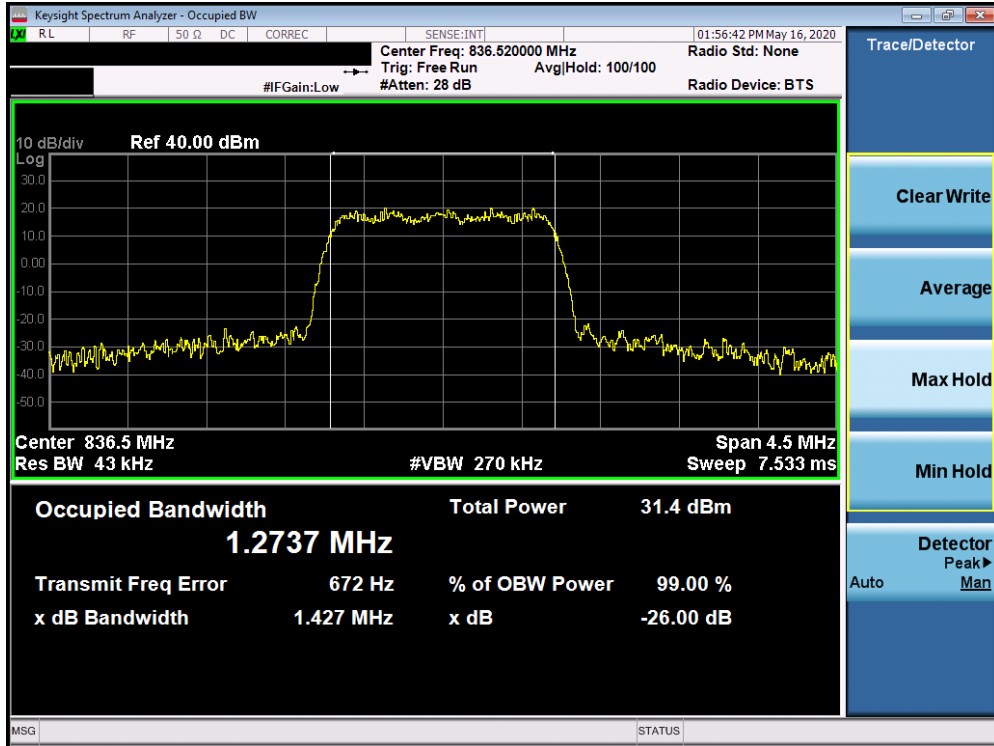 Keysight Spectrum Analyzer - Occupied BW
LXI RL RF 50 Ω DC CORREC SENSE:INT 01:56:42 PM May 16, 2020
Center Freq: 836.520000 MHz Radio Std: None
Trig: Free Run Avg|Hold: 100/100
#IFGain:Low #Atten: 28 dB Radio Device: BTS
10 dB/div Ref 40.00 dBm
Log
30.0
20.0
10.0
0.00
-10.0
-20.0
-30.0
-40.0
-50.0
Center 836.5 MHz Span 4.5 MHz
Res BW 43 kHz #VBW 270 kHz Sweep 7.533 ms
Occupied Bandwidth Total Power 31.4 dBm
1.2737 MHz
Transmit Freq Error 672 Hz % of OBW Power 99.00 %
x dB Bandwidth 1.427 MHz x dB -26.00 dB
Trace/Detector
Clear Write
Average
Max Hold
Min Hold
Detector
Peak▶
Auto Man
MSG STATUS